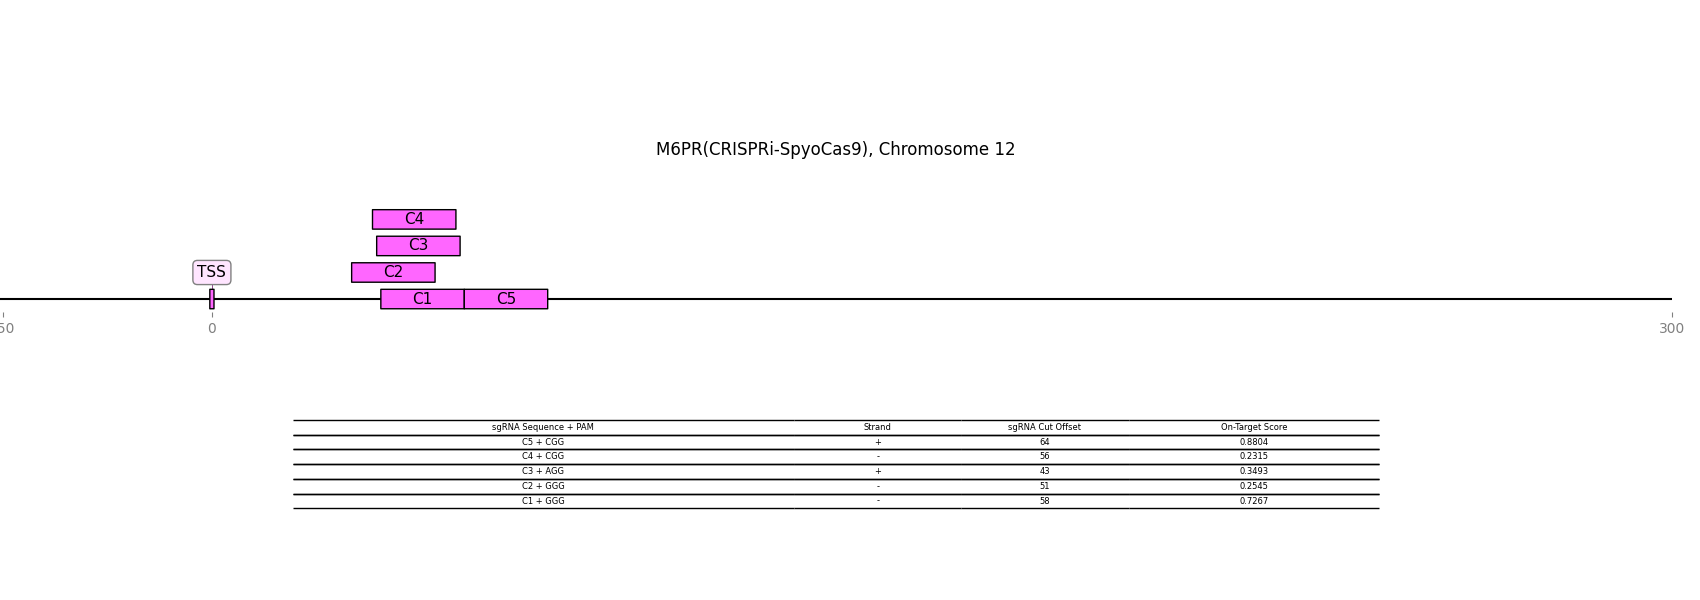 M6PR(CRISPRi-SpyoCas9), Chromosome 12
C4
C3
TSS C2
C1 C5
50 0 300
sgRNA Sequence + PAM Strand sgRNA Cut Offset On-Target Score
C5 + CGG + 64 0.8804
C4 + CGG - 56 0.2315
C3 + AGG + 43 0.3493
C2 + GGG - 51 0.2545
C1 + GGG - 58 0.7267